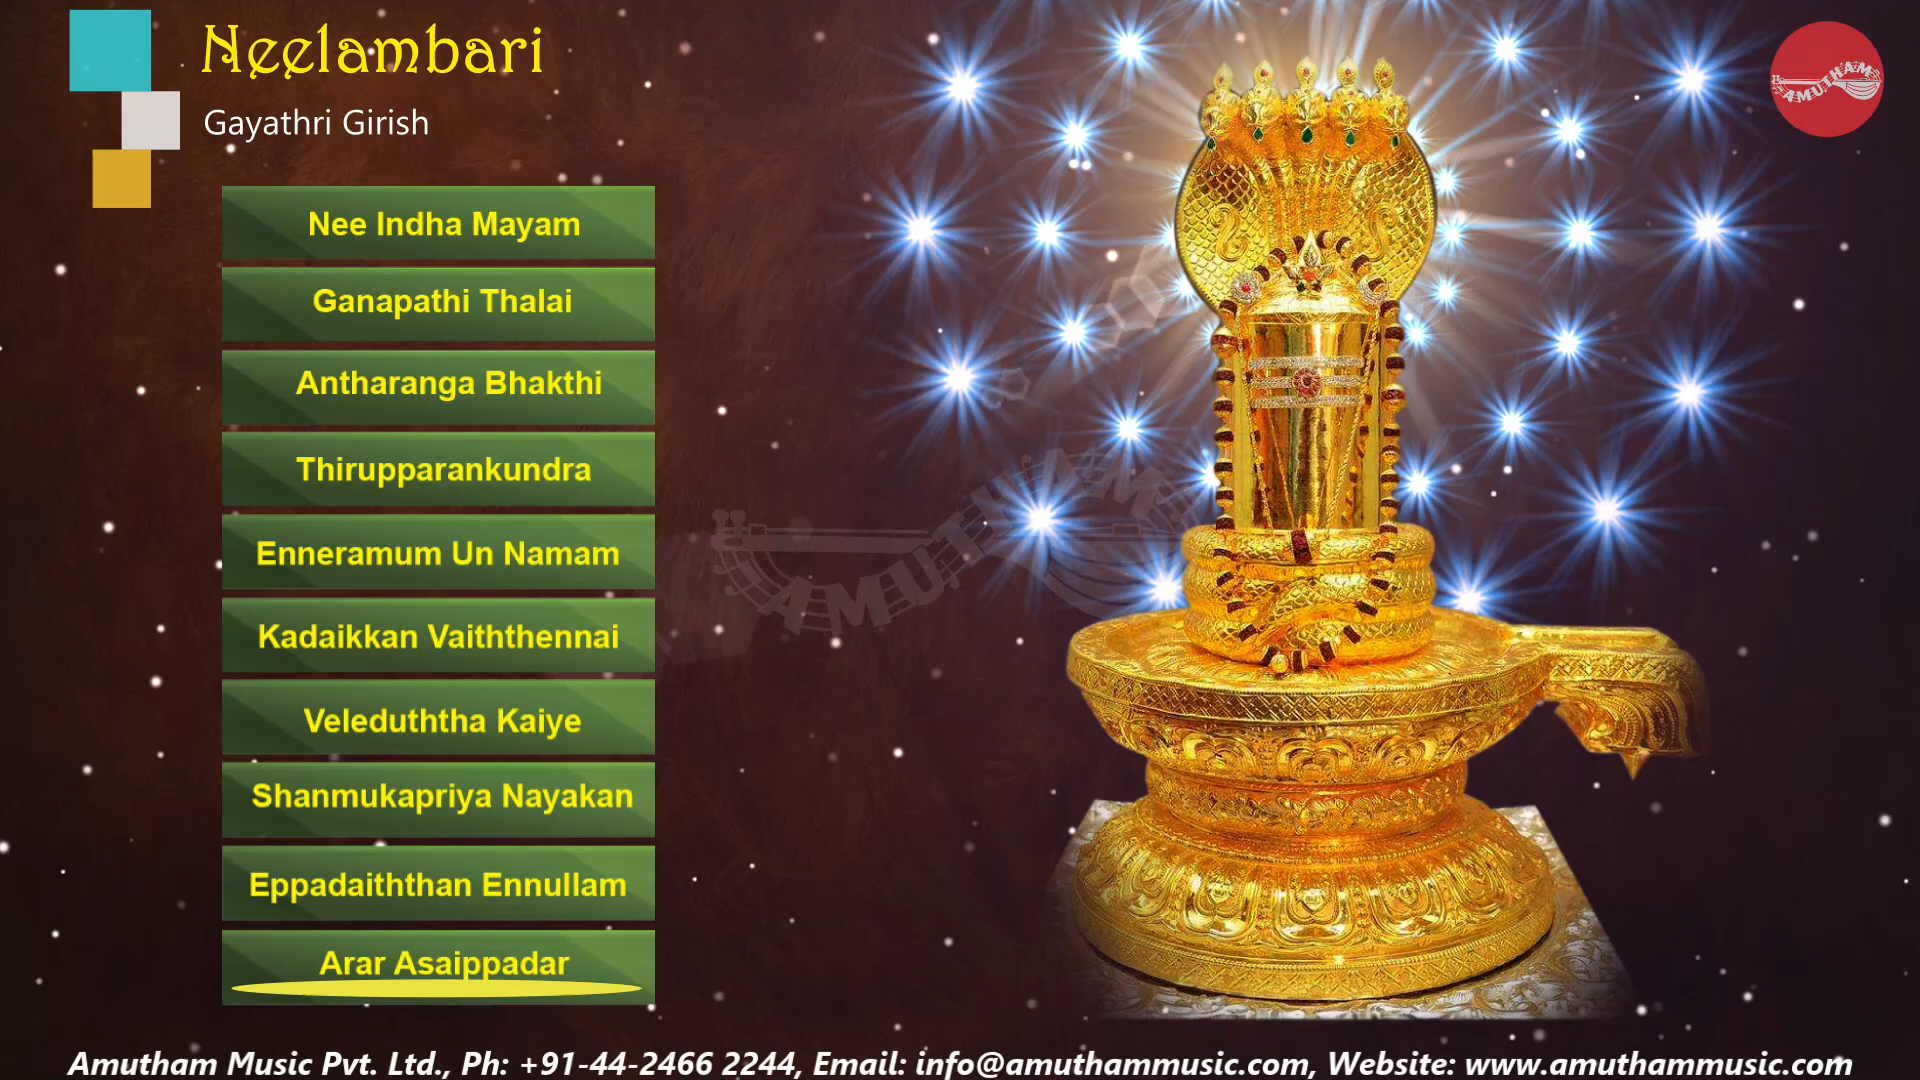 Neelambari
Gayathri Girish
AMUTHAM
Nee Indha Mayam
Ganapathi Thalai
Antharanga Bhakthi
Thirupparankundra
Enneramum Un Namam
Kadaikkan Vaiththennai
Veleduththa Kaiye
Shanmukapriya Nayakan
Eppadaiththan Ennullam
Arar Asaippadar
AMUTHAM
Amutham Music Pvt. Ltd., Ph: +91-44-2466 2244, Email: info@amuthammusic.com, Website: www.amuthammusic.com